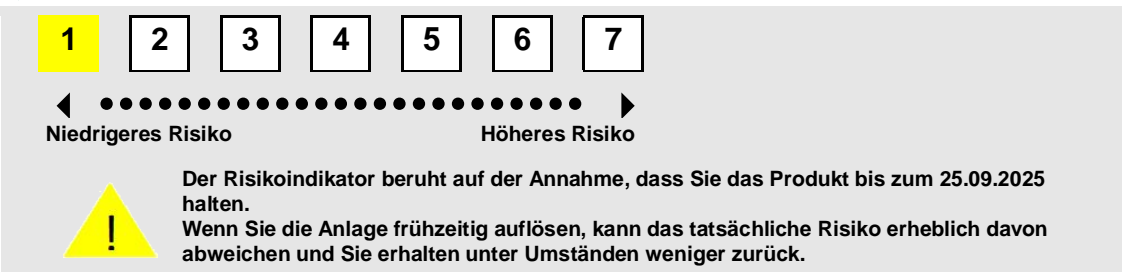 1 2 3 4 5 6 7
Niedrigeres Risiko Höheres Risiko
Der Risikoindikator beruht auf der Annahme, dass Sie das Produkt bis zum 25.09.2025
halten.
Wenn Sie die Anlage frühzeitig auflösen, kann das tatsächliche Risiko erheblich davon
abweichen und Sie erhalten unter Umständen weniger zurück.
!